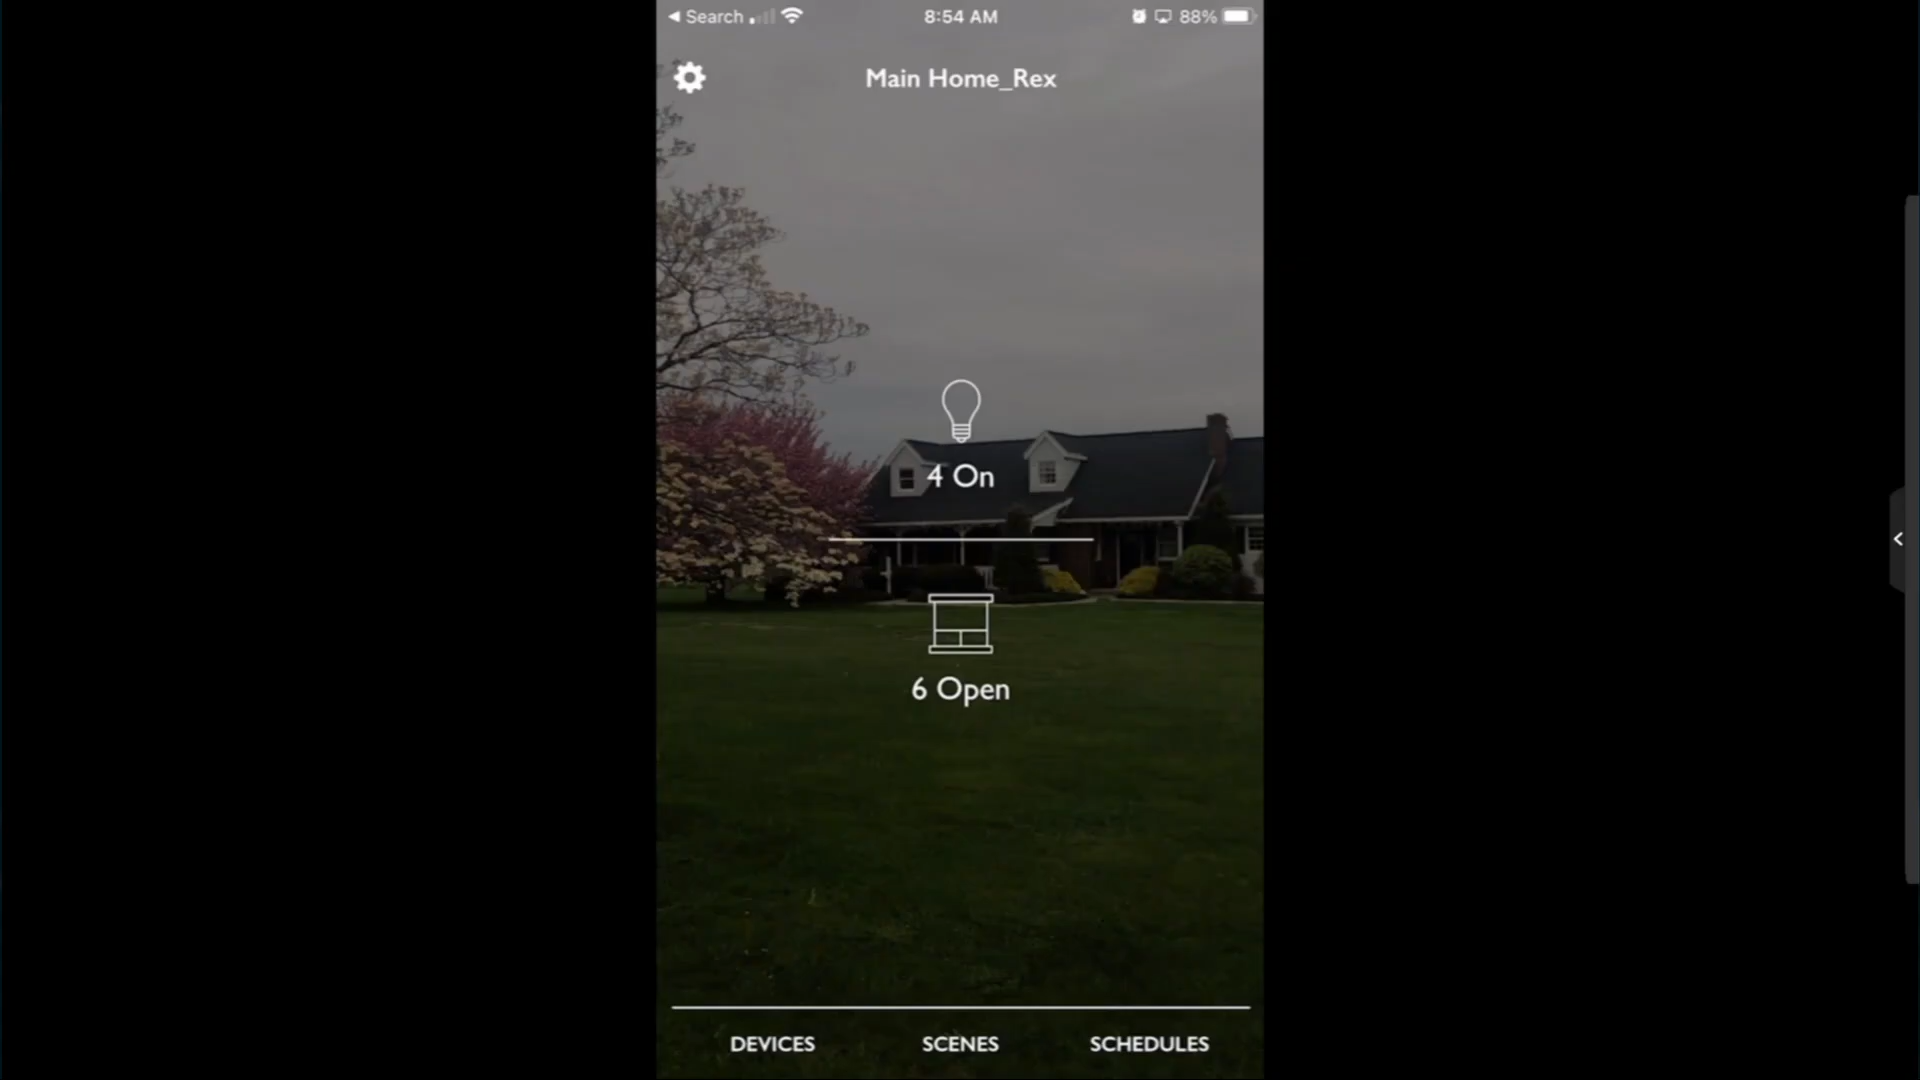 Search
8:54 AM
88%
Main Home_Rex
4 On
6 Open
DEVICES
SCENES
SCHEDULES